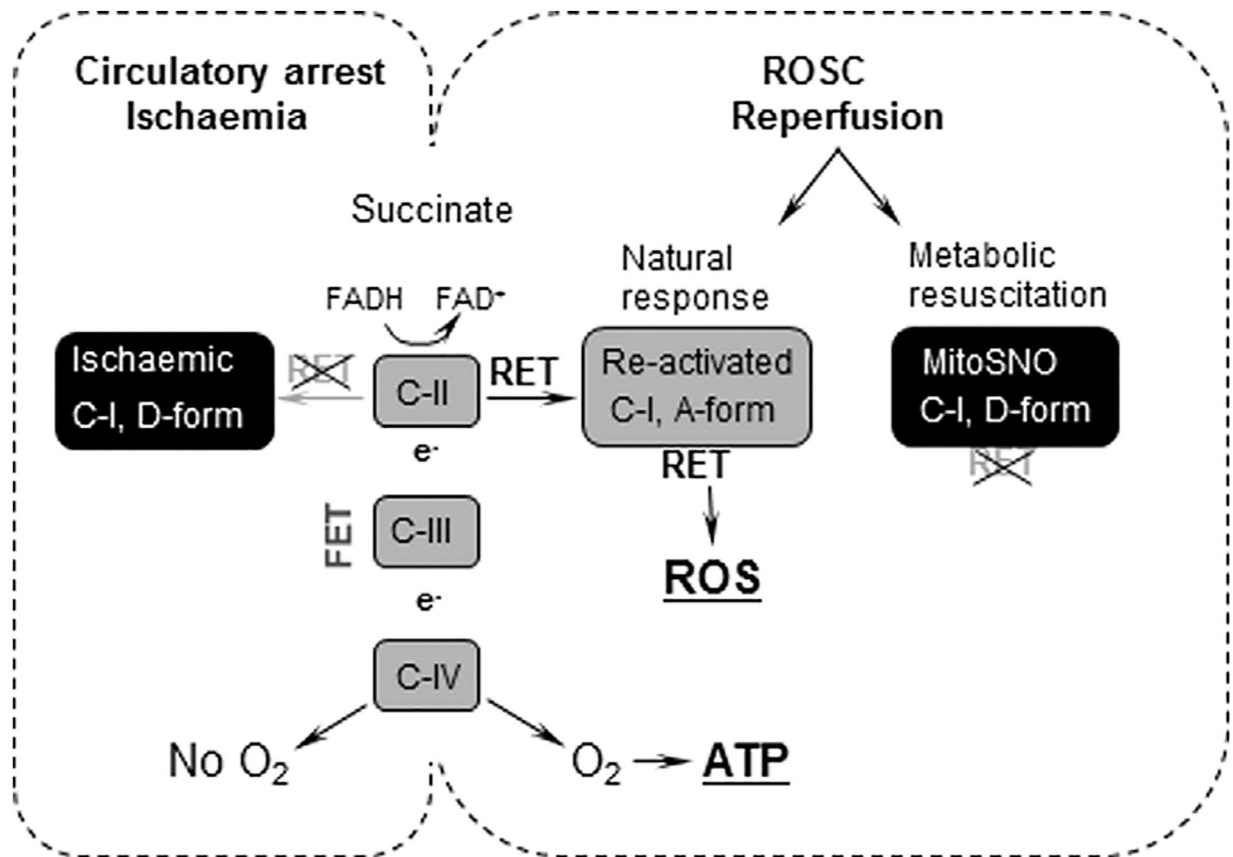 Circulatory arrest
Ischaemia
ROSC
Reperfusion
Succinate
FADH
FAD⁺
Natural
response
Metabolic
resuscitation
Ischaemic
C-I, D-form
RET
C-II
RET
Re-activated
C-I, A-form
MitoSNO
C-I, D-form
e⁻
RET
RET
FET
C-III
ROS
e⁻
C-IV
No O₂
O₂
ATP